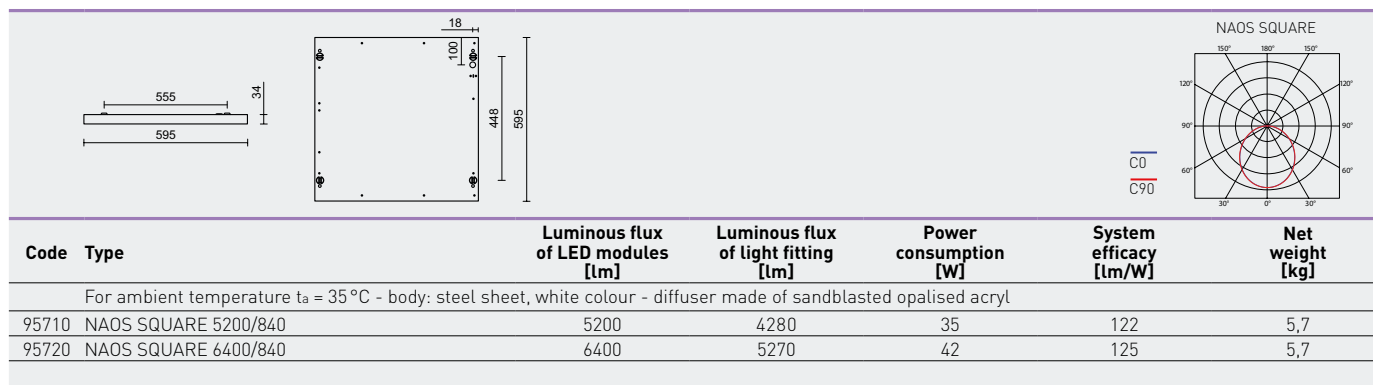 18
100
555
34
595
448
595
NAOS SQUARE
150° 180° 150°
120° 120°
90° 90°
60° 60°
30° 0° 30°
C0
C90
Code Type Luminous flux of LED modules [lm] Luminous flux of light fitting [lm] Power consumption [W] System efficacy [lm/W] Net weight [kg]
For ambient temperature ta = 35 °C - body: steel sheet, white colour - diffuser made of sandblasted opalised acryl
95710 NAOS SQUARE 5200/840 5200 4280 35 122 5,7
95720 NAOS SQUARE 6400/840 6400 5270 42 125 5,7